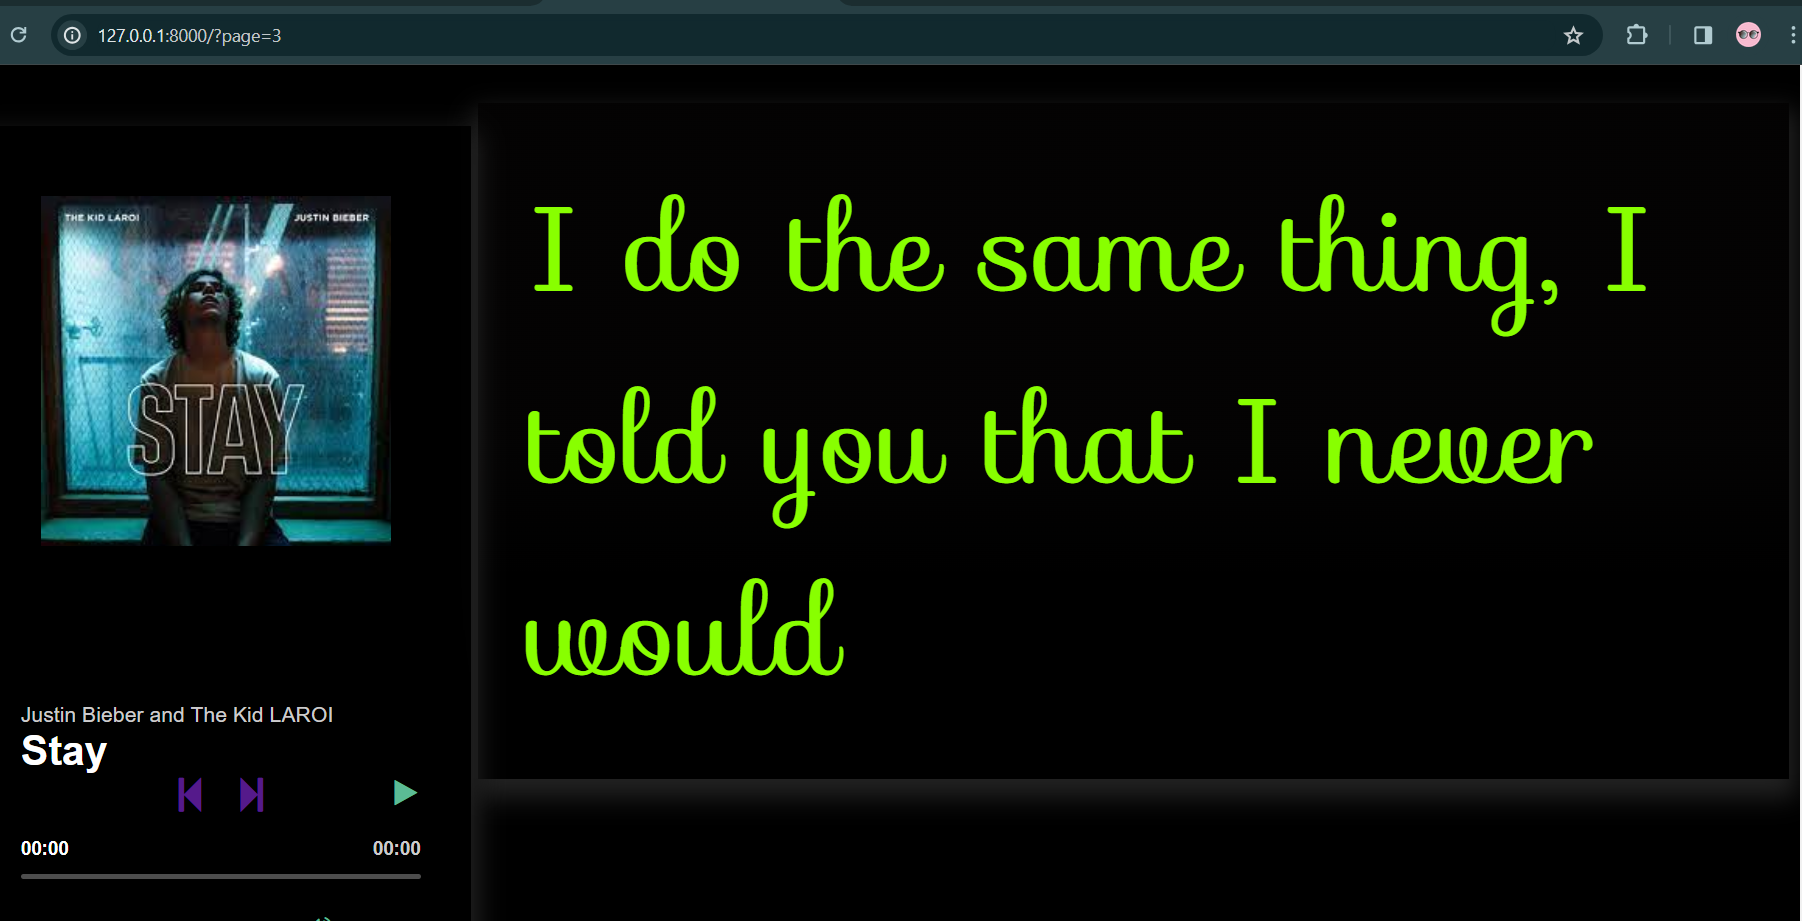 127.0.0.1:8000/?page=3
THE KID LAROI
JUSTIN BIEBER
STAY
I do the same thing, I
told you that I never
would
Justin Bieber and The Kid LAROI
Stay
00:00
00:00